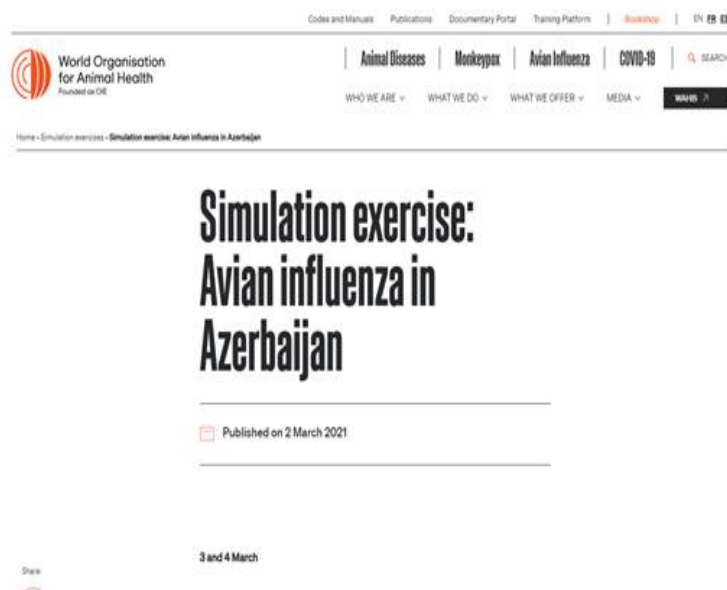 Codes and Manuals Publications Documentary Portal Training Platform | Bookshop | EN FR ES
World Organisation
for Animal Health
Founded as OIE
Animal Diseases | Monkeypox | Avian Influenza | COVID-19 | SEARCH
WHO WE ARE WHAT WE DO WHAT WE OFFER MEDIA WAHIS
Home > Simulation exercises > Simulation exercise: Avian influenza in Azerbaijan
Simulation exercise:
Avian influenza in
Azerbaijan
Published on 2 March 2021
3 and 4 March
Share